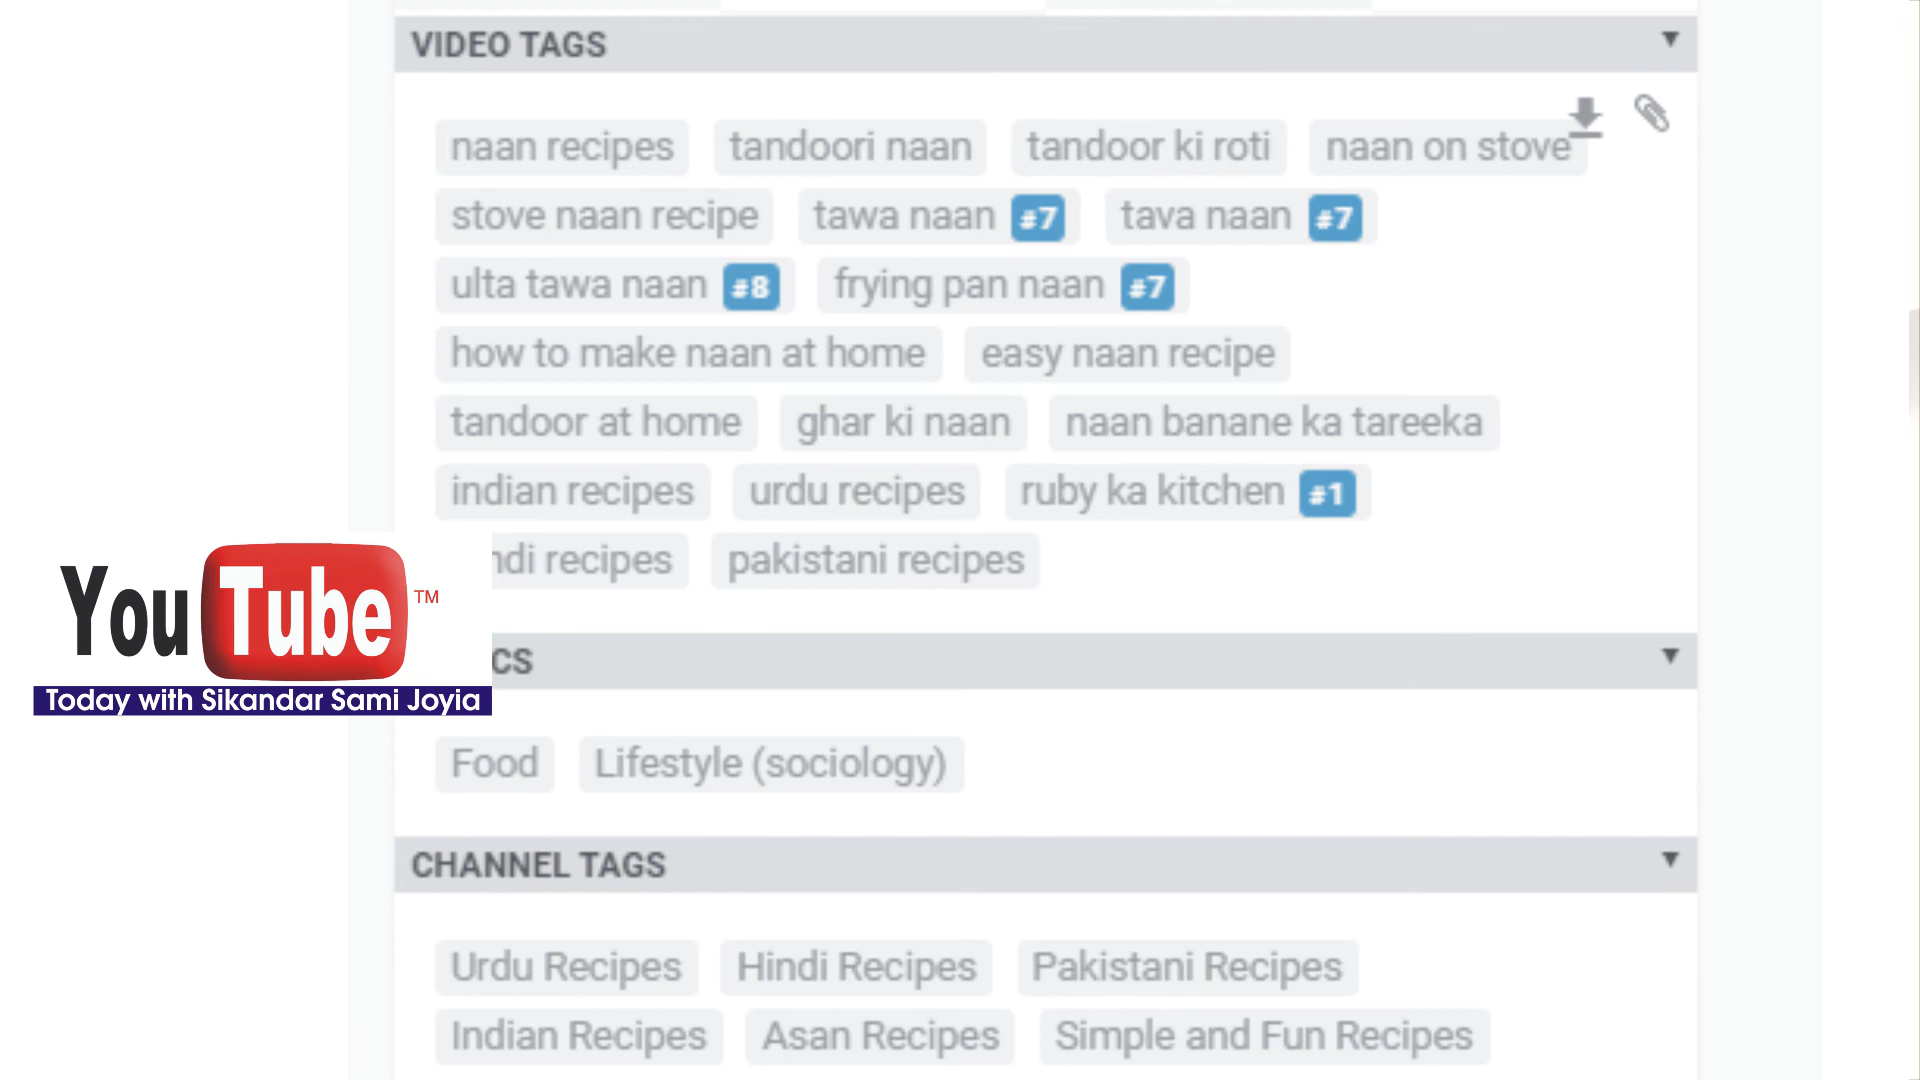 VIDEO TAGS
naan recipes tandoori naan tandoor ki roti naan on stove
stove naan recipe tawa naan #7 tava naan #7
ulta tawa naan #8 frying pan naan #7
how to make naan at home easy naan recipe
tandoor at home ghar ki naan naan banane ka tareeka
indian recipes urdu recipes ruby ka kitchen #1
recipes pakistani recipes
YouTube™
Today with Sikandar Sami Joyia
Food Lifestyle (sociology)
CHANNEL TAGS
Urdu Recipes Hindi Recipes Pakistani Recipes
Indian Recipes Asan Recipes Simple and Fun Recipes